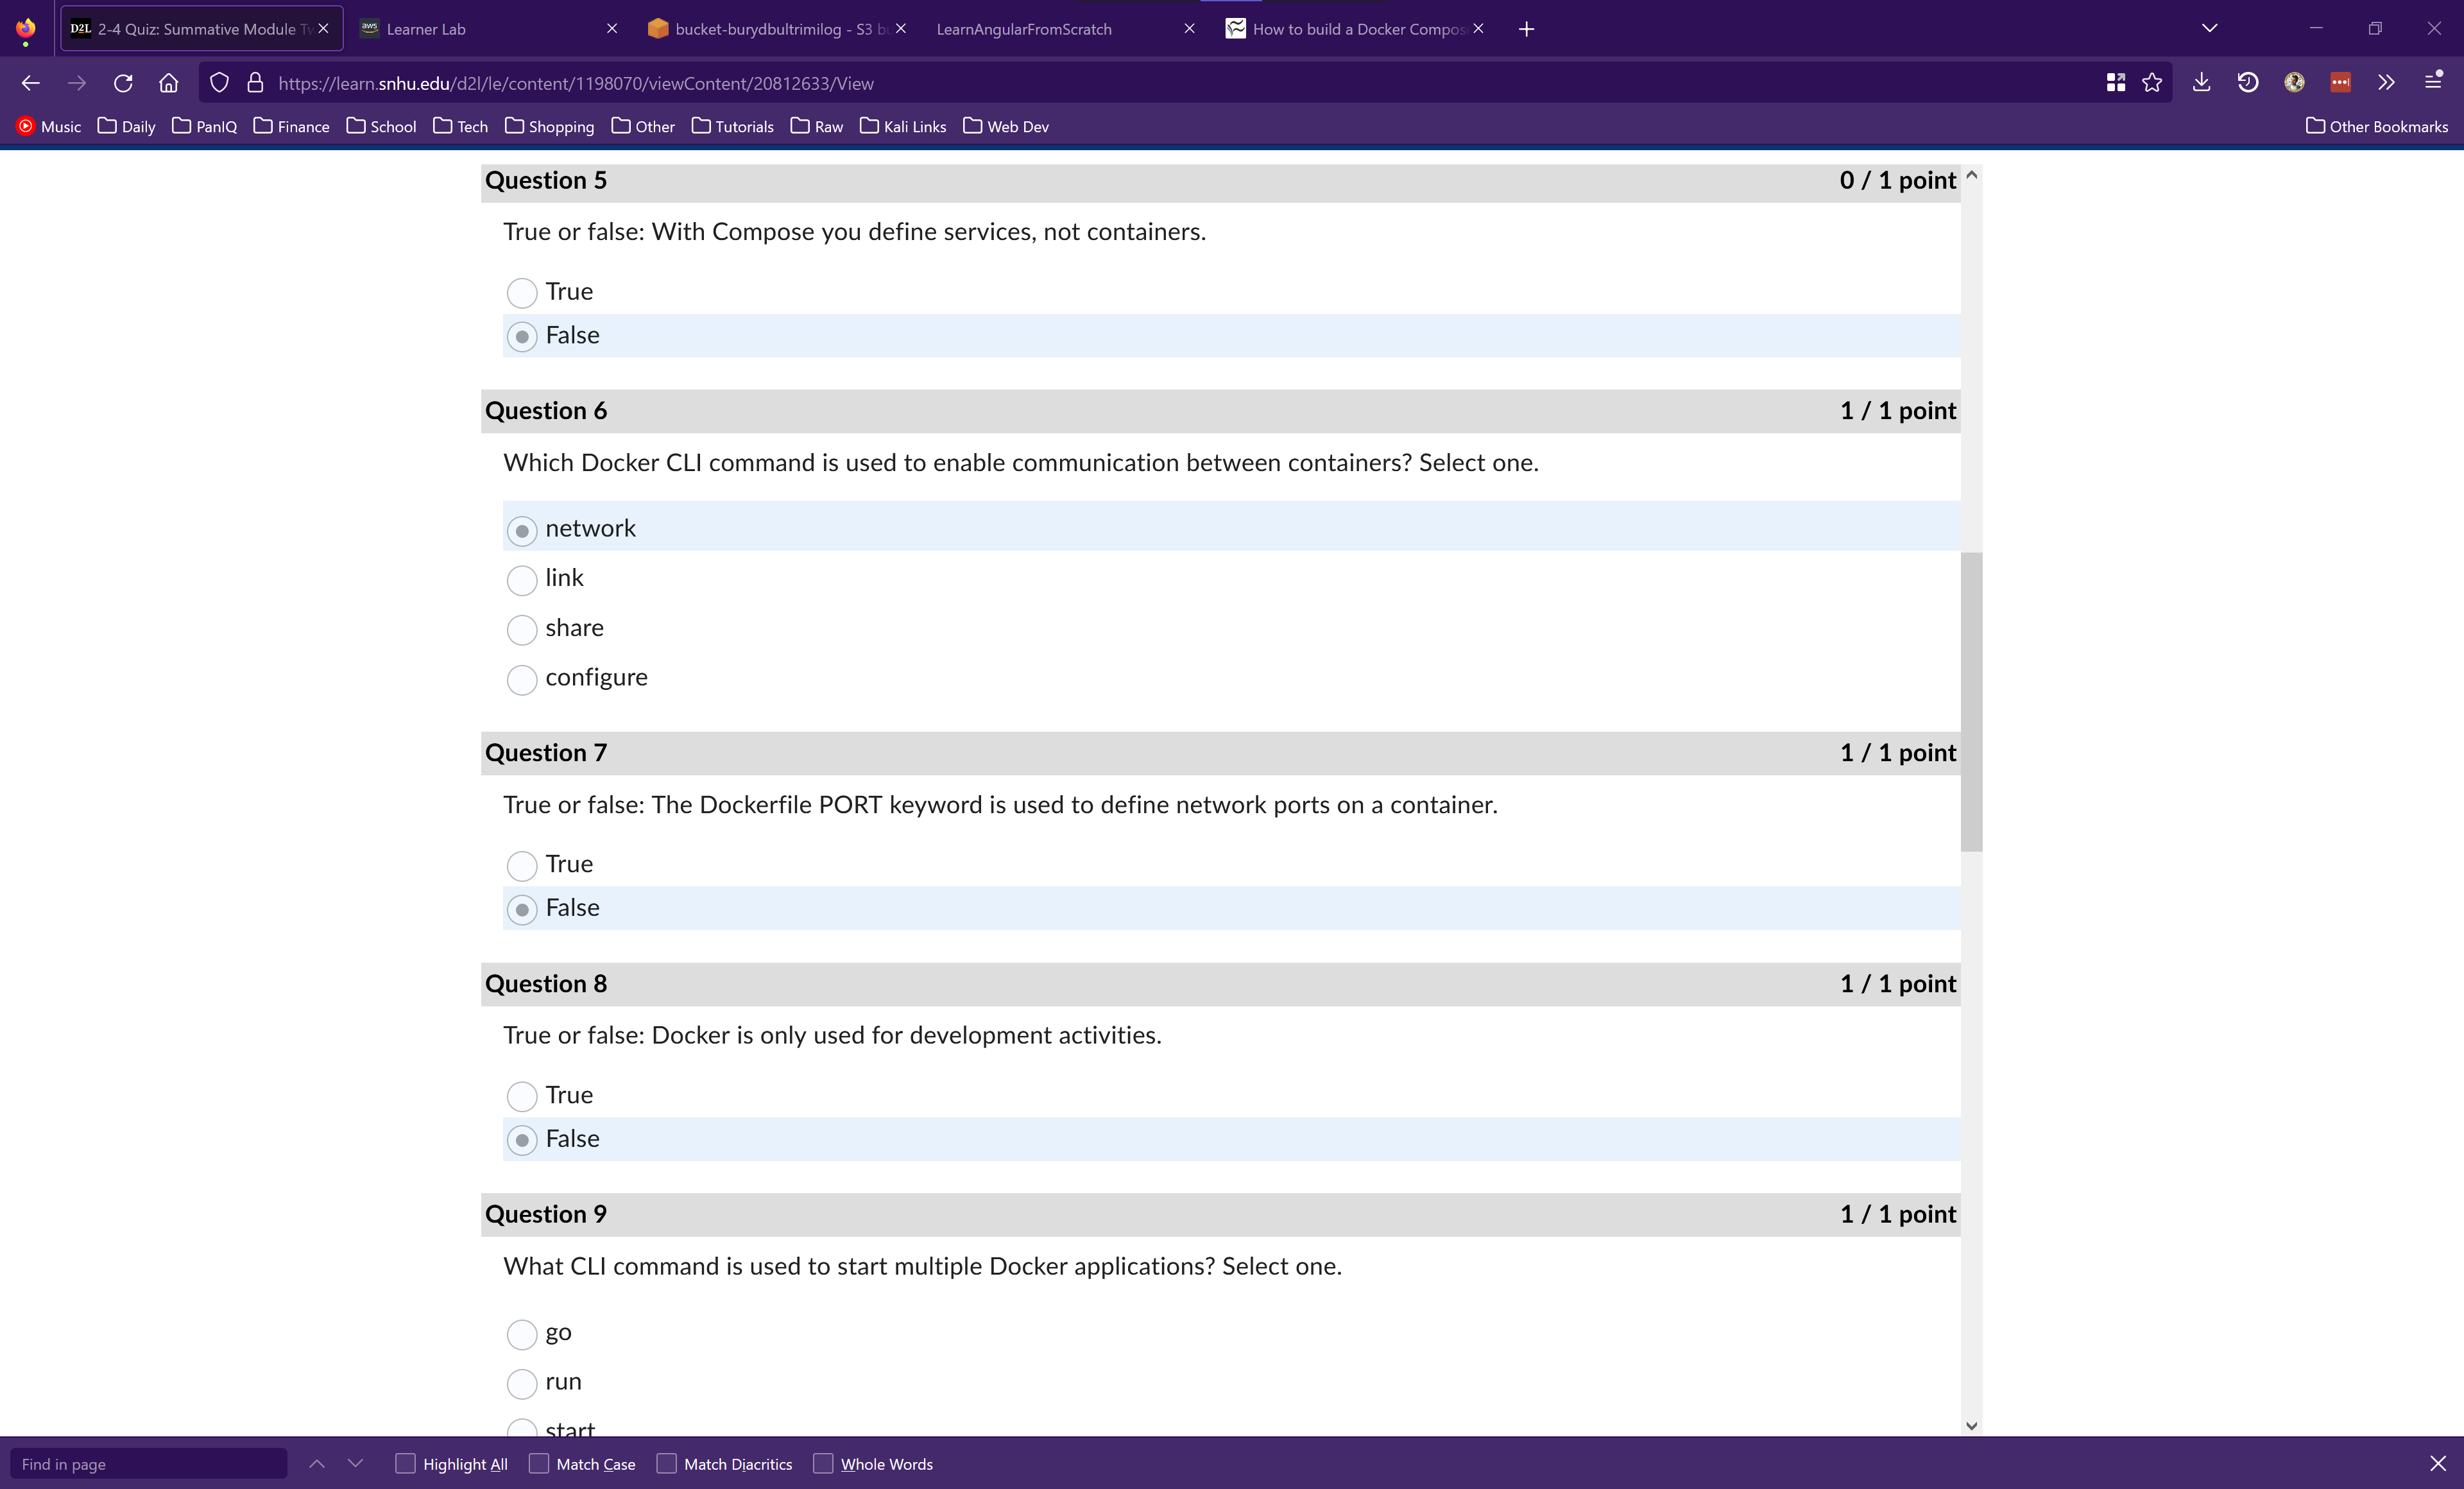 D2L 2-4 Quiz: Summative Module Tw
aws Learner Lab
bucket-burydbultrimilog - S3 bu
LearnAngularFromScratch
How to build a Docker Compos
https://learn.snhu.edu/d2l/le/content/1198070/viewContent/20812633/View
Music Daily PanIQ Finance School Tech Shopping Other Tutorials Raw Kali Links Web Dev Other Bookmarks
Question 5 0 / 1 point
True or false: With Compose you define services, not containers.
True
False
Question 6 1 / 1 point
Which Docker CLI command is used to enable communication between containers? Select one.
network
link
share
configure
Question 7 1 / 1 point
True or false: The Dockerfile PORT keyword is used to define network ports on a container.
True
False
Question 8 1 / 1 point
True or false: Docker is only used for development activities.
True
False
Question 9 1 / 1 point
What CLI command is used to start multiple Docker applications? Select one.
go
run
start
Find in page Highlight All Match Case Match Diacritics Whole Words